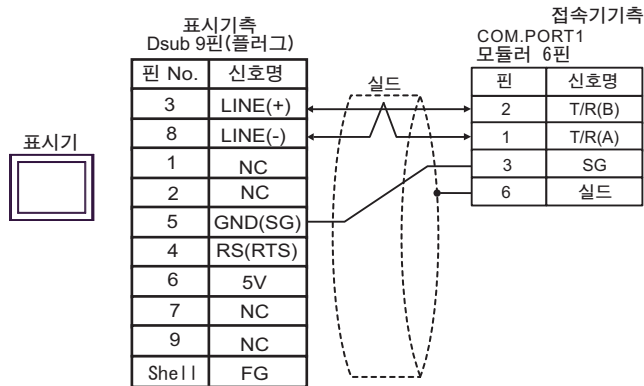 표시기측
Dsub 9핀(플러그)
접속기기측
COM.PORT1
모듈러 6핀
표시기
핀 No. 신호명
3 LINE(+)
8 LINE(-)
1 NC
2 NC
5 GND(SG)
4 RS(RTS)
6 5V
7 NC
9 NC
Shell FG
실드
핀 신호명
2 T/R(B)
1 T/R(A)
3 SG
6 실드